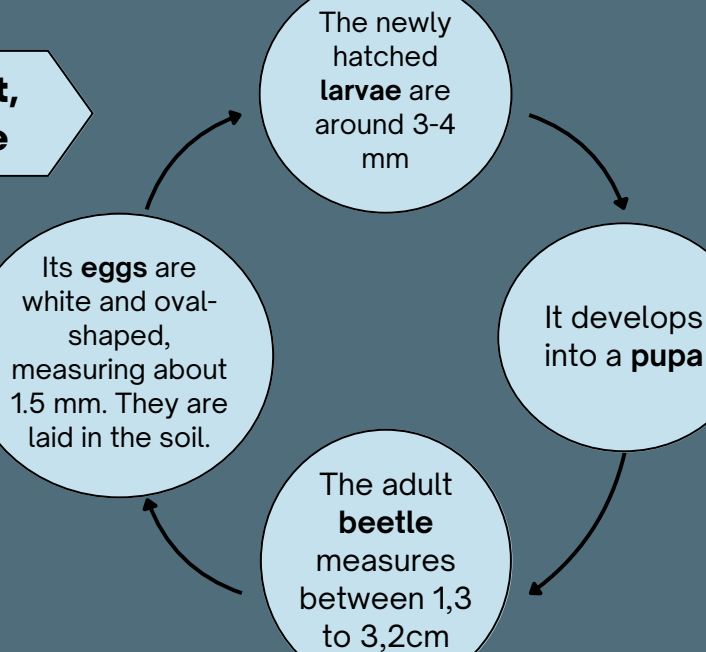 t,
e
The newly
hatched
larvae are
around 3-4
mm
Its eggs are
white and oval-
shaped,
measuring about
1.5 mm. They are
laid in the soil.
It develops
into a pupa
The adult
beetle
measures
between 1,3
to 3,2cm